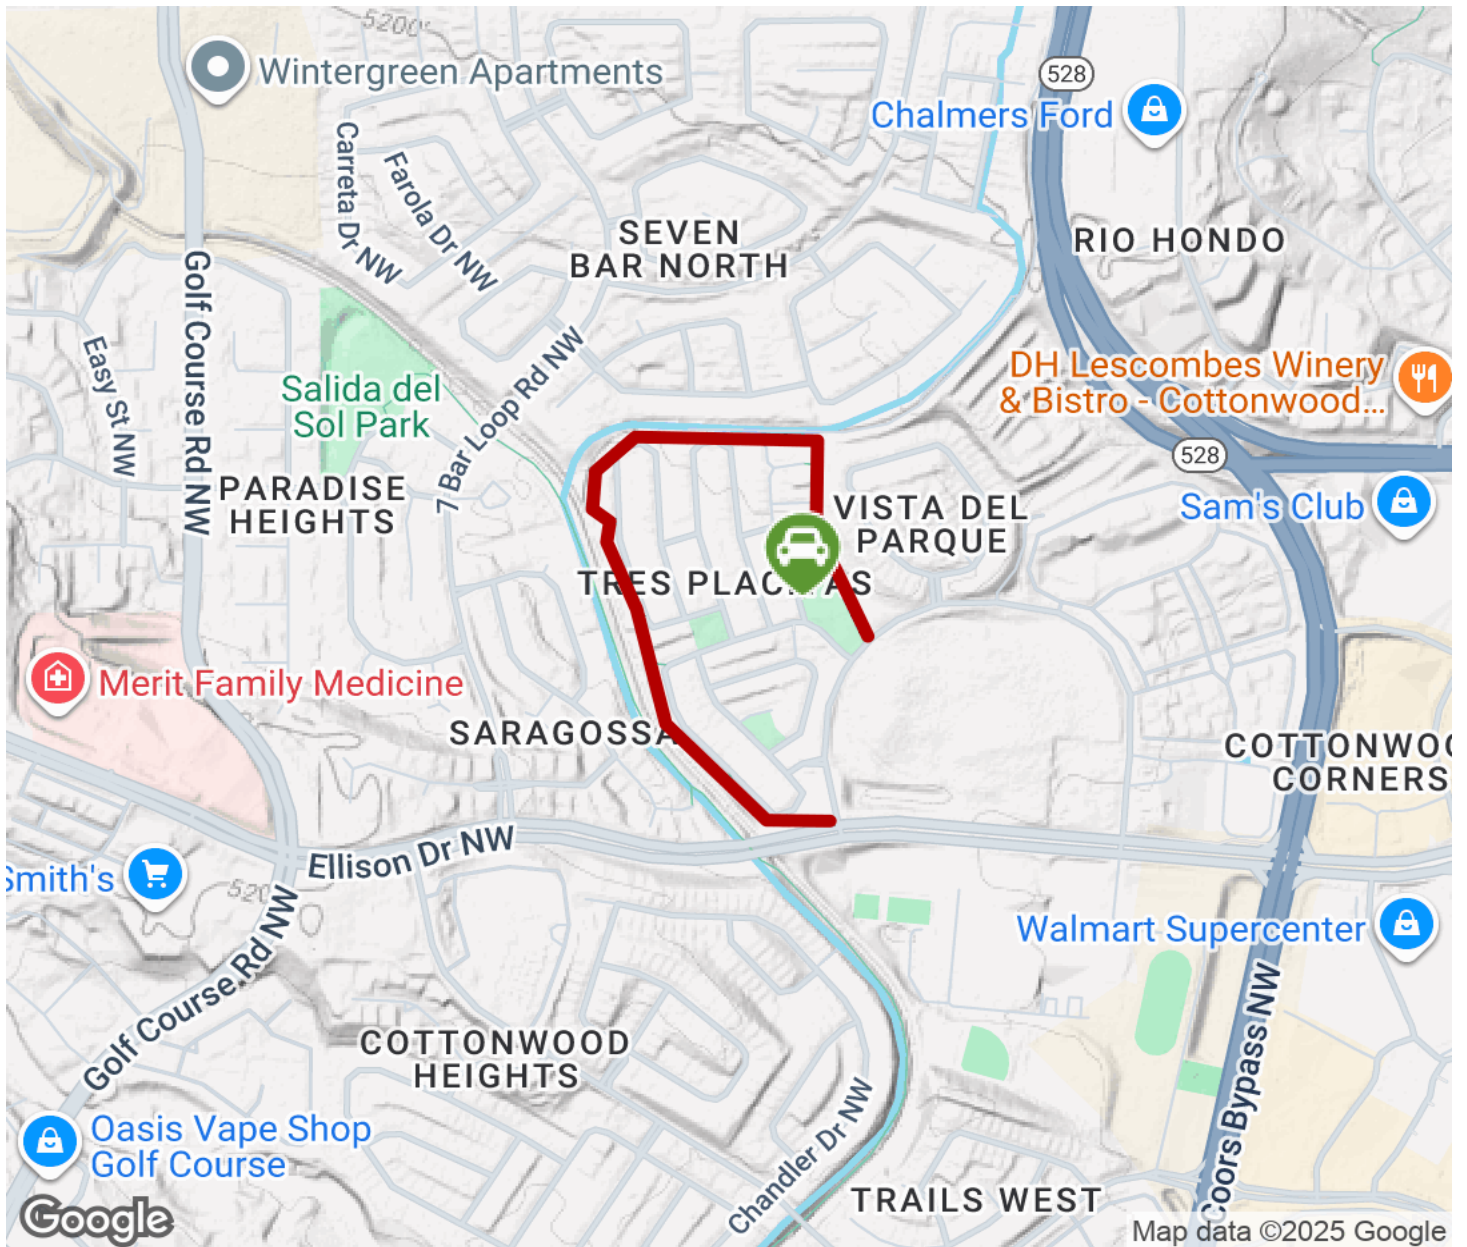 5200'
Wintergreen Apartments
528
Chalmers Ford
Carreta Dr NW
Farola Dr NW
SEVEN
BAR NORTH
RIO HONDO
Golf Course Rd NW
Easy St NW
7 Bar Loop Rd NW
Salida del
Sol Park
DH Lescombes Winery
& Bistro - Cottonwood...
528
Sam's Club
PARADISE
HEIGHTS
VISTA DEL
PARQUE
TRES PLAC AS
Merit Family Medicine
SARAGOSSA
COTTONWOO
CORNERS
Ellison Dr NW
Smith's
520
Golf Course Rd NW
Walmart Supercenter
Coors Bypass NW
COTTONWOOD
HEIGHTS
Chandler Dr NW
Oasis Vape Shop
Golf Course
TRAILS WEST
Google
Map data ©2025 Google